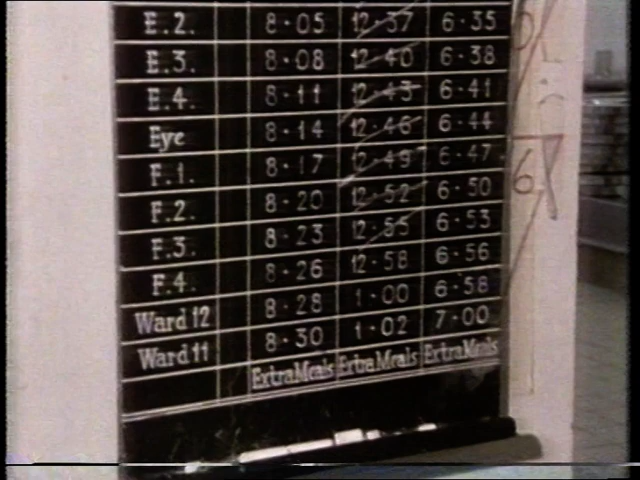 E.2. 8·05 12·37 6·35
E.3. 8·08 12·40 6·38
E.4. 8·11 12·43 6·41
Eye 8·14 12·46 6·44
F.1. 8·17 12·49 6·47
F.2. 8·20 12·52 6·50
F.3. 8·23 12·55 6·53
F.4. 8·26 12·58 6·56
Ward 12 8·28 1·00 6·58
Ward 11 8·30 1·02 7·00
Extra Meals Extra Meals Extra Meals